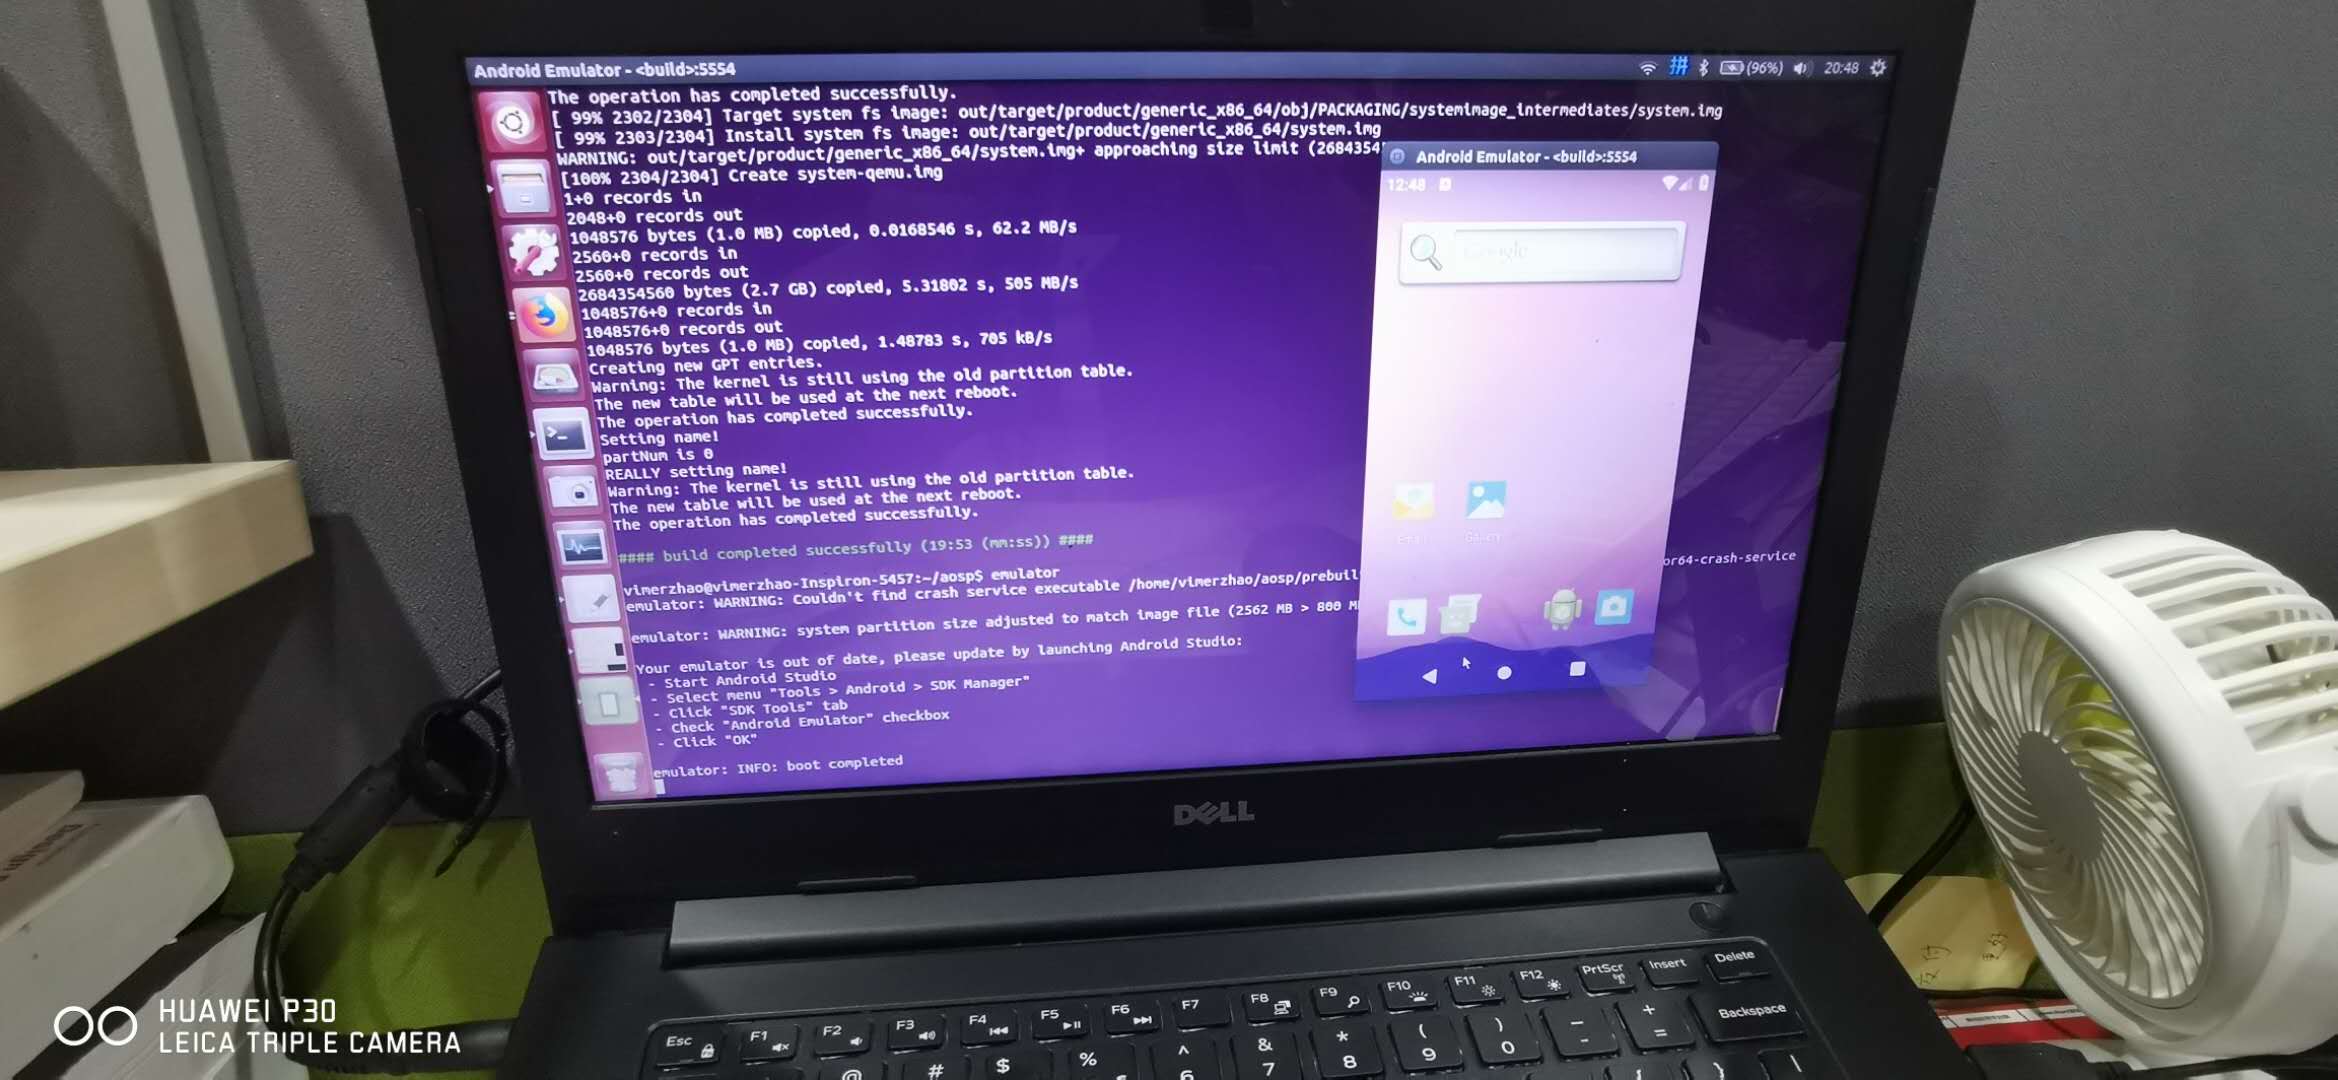 Android Emulator - <build>:5554
(96%) 20:48
The operation has completed successfully.
[ 99% 2302/2304] Target system fs image: out/target/product/generic_x86_64/obj/PACKAGING/systemimage_intermediates/system.img
[ 99% 2303/2304] Install system fs image: out/target/product/generic_x86_64/system.img
WARNING: out/target/product/generic_x86_64/system.img+ approaching size limit (2684354
[100% 2304/2304] Create system-qemu.img
1+0 records in
2048+0 records out
1048576 bytes (1.0 MB) copied, 0.0168546 s, 62.2 MB/s
2560+0 records in
2560+0 records out
2684354560 bytes (2.7 GB) copied, 5.31802 s, 505 MB/s
1048576+0 records in
1048576+0 records out
1048576 bytes (1.0 MB) copied, 1.48783 s, 705 kB/s
Creating new GPT entries.
Warning: The kernel is still using the old partition table.
The new table will be used at the next reboot.
The operation has completed successfully.
Setting name!
partNum is 0
REALLY setting name!
Warning: The kernel is still using the old partition table.
The new table will be used at the next reboot.
The operation has completed successfully.
#### build completed successfully (19:53 (mm:ss)) ####
vimerzhao@vimerzhao-Inspiron-5457:~/aosp$ emulator
emulator: WARNING: Couldn't find crash service executable /home/vimerzhao/aosp/prebuil
or64-crash-service
emulator: WARNING: system partition size adjusted to match image file (2562 MB > 800 M
Your emulator is out of date, please update by launching Android Studio:
- Start Android Studio
- Select menu "Tools > Android > SDK Manager"
- Click "SDK Tools" tab
- Check "Android Emulator" checkbox
- Click "OK"
emulator: INFO: boot completed
Android Emulator - <build>:5554
12:48
Google
Email Gallery
DELL
Esc F1 F2 F3 F4 F5 F6 F7 F8 F9 F10 F11 F12 PrtScr Insert Delete
@ # $ % ^ & * ( ) - + Backspace
6 7 8 9 0 - =
{ } |
HUAWEI P30
LEICA TRIPLE CAMERA